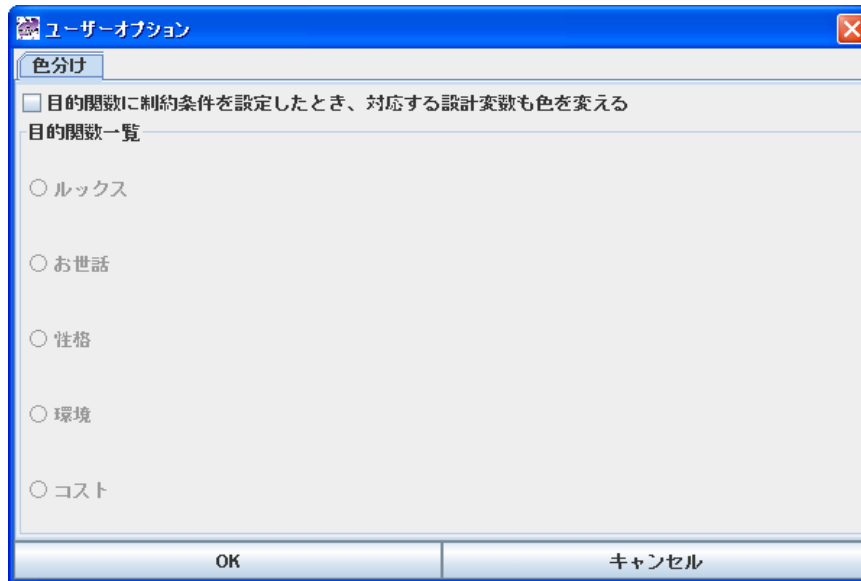 ユーザーオプション
色分け
目的関数に制約条件を設定したとき、対応する設計変数も色を変える
目的関数一覧
ルックス
お世話
性格
環境
コスト
OK キャンセル